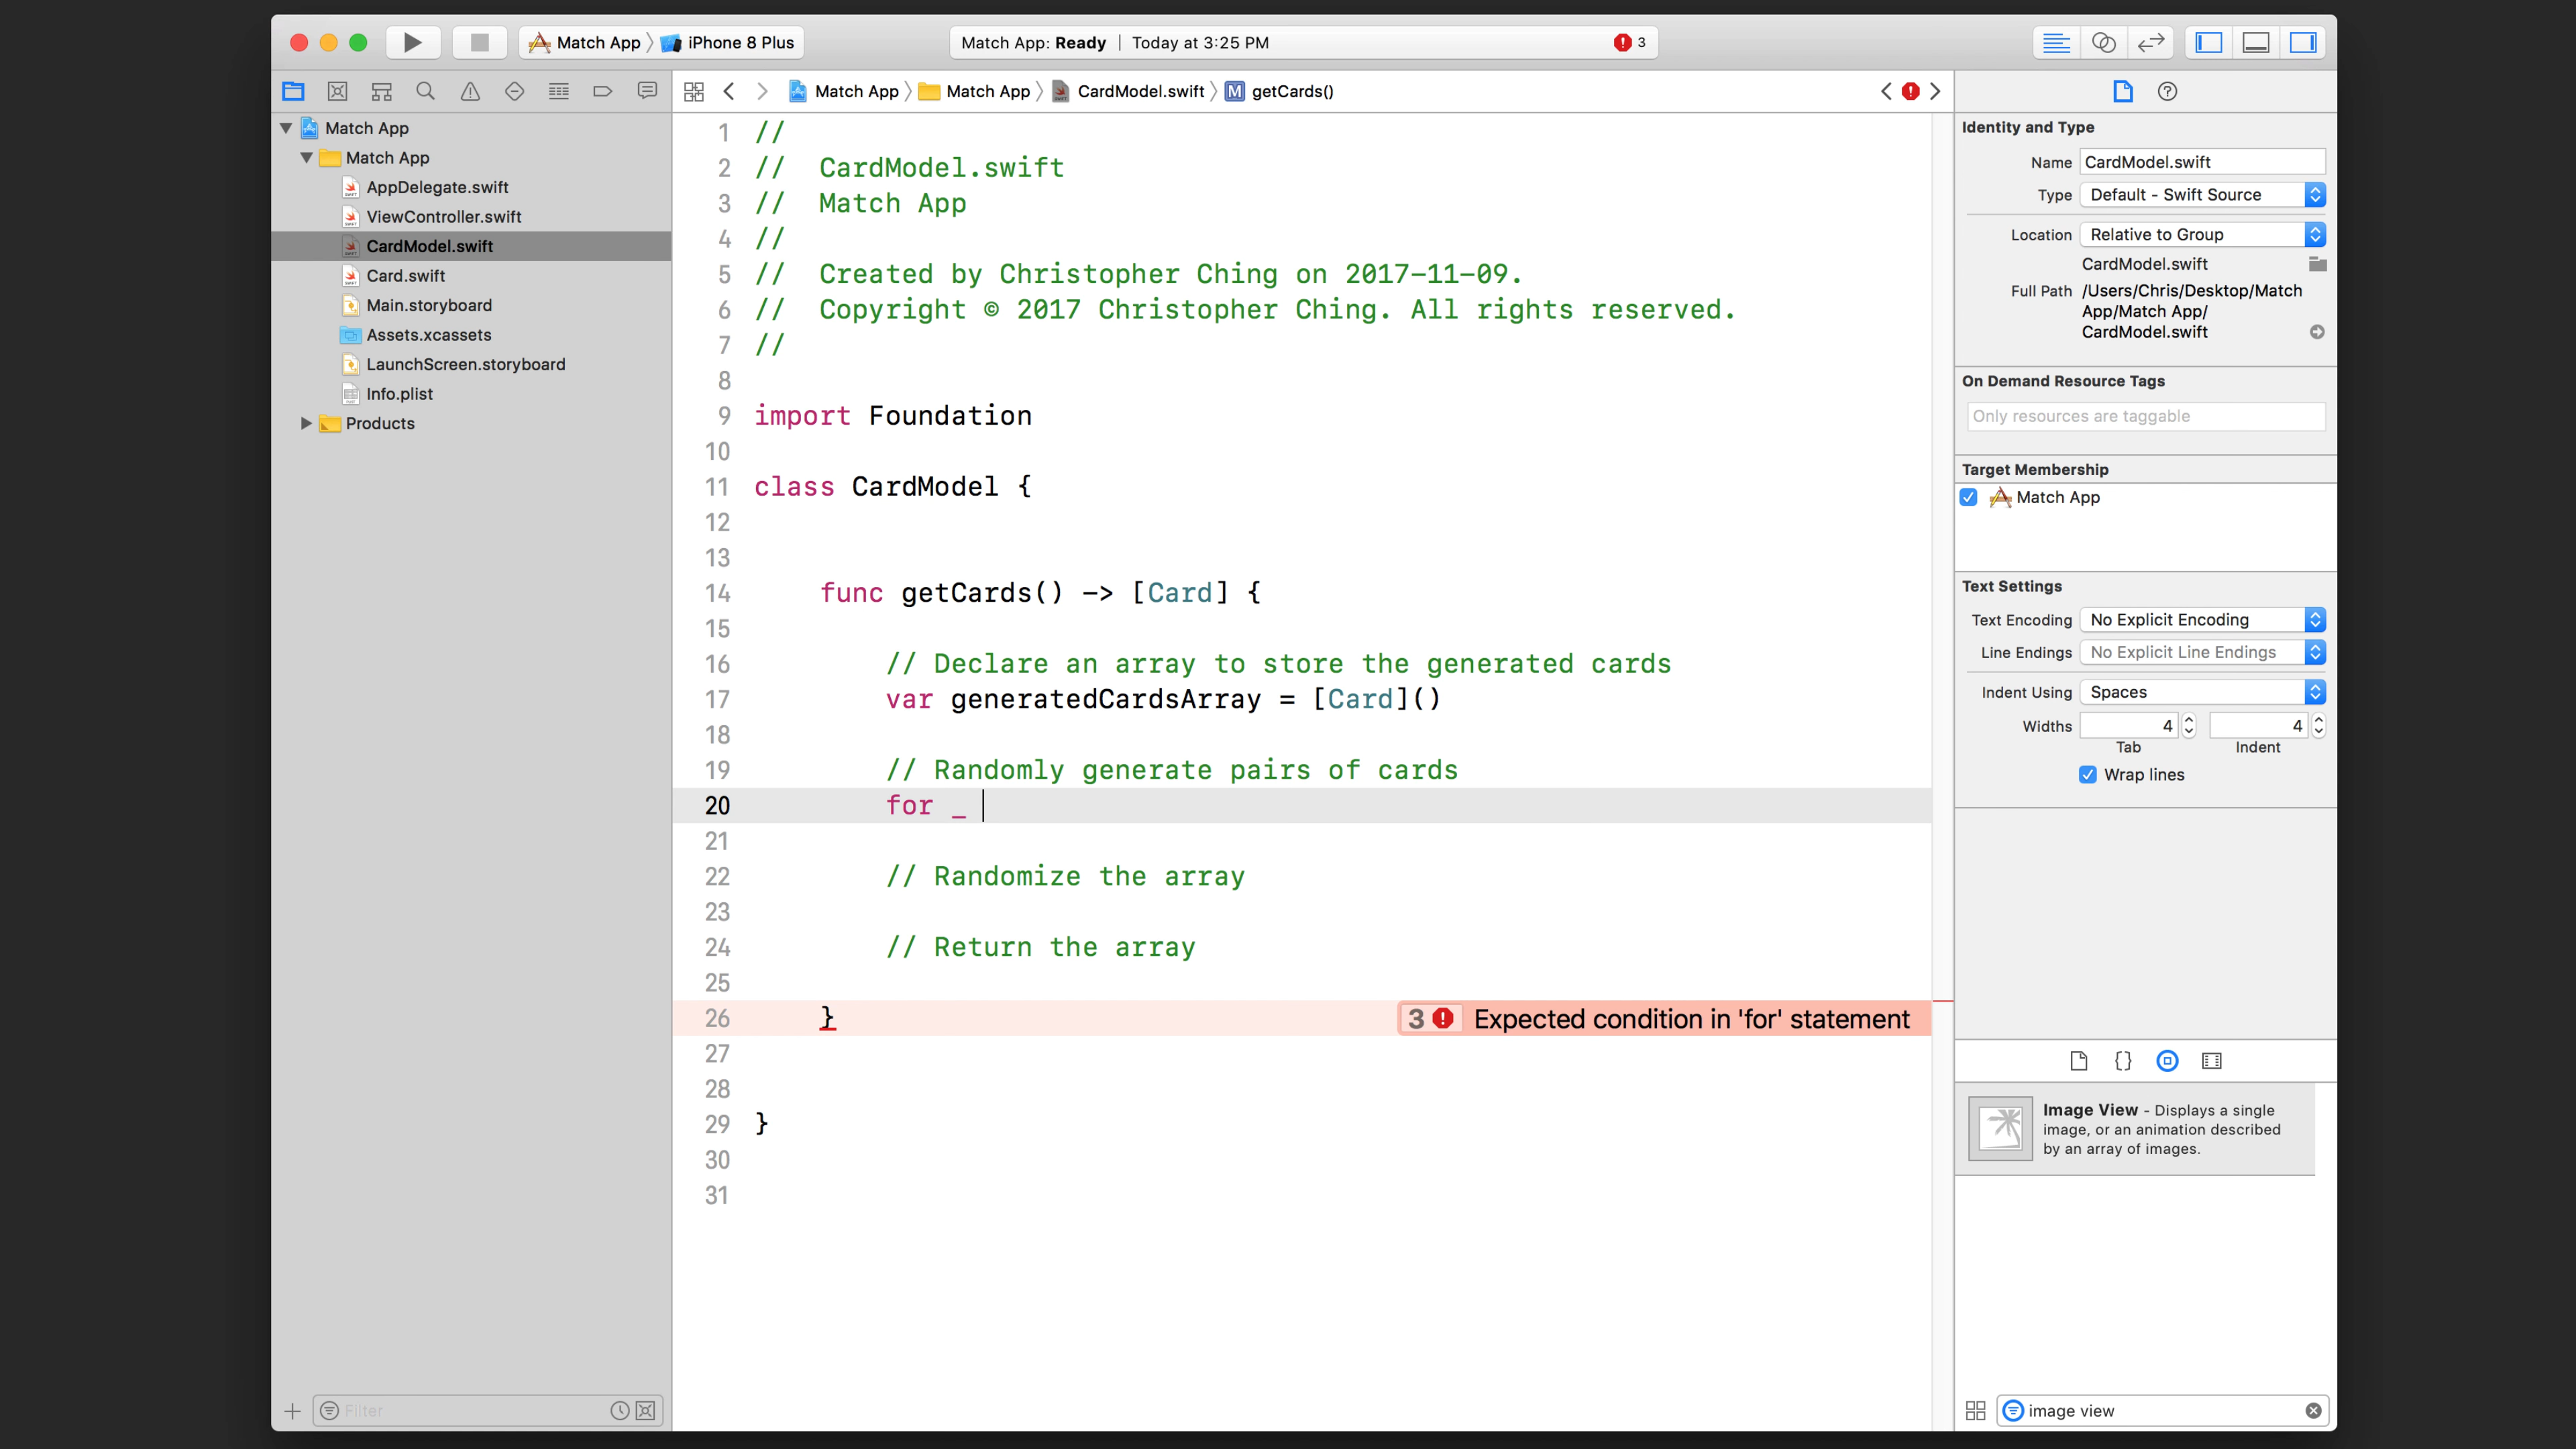 Match App
iPhone 8 Plus
Match App: Ready | Today at 3:25 PM
3
Match App
Match App
CardModel.swift
M getCards()
Match App
Match App
AppDelegate.swift
ViewController.swift
CardModel.swift
Card.swift
Main.storyboard
Assets.xcassets
LaunchScreen.storyboard
Info.plist
Products
Filter
1 //
2 //  CardModel.swift
3 //  Match App
4 //
5 //  Created by Christopher Ching on 2017-11-09.
6 //  Copyright © 2017 Christopher Ching. All rights reserved.
7 //
8
9 import Foundation
10
11 class CardModel {
12
13
14     func getCards() -> [Card] {
15
16         // Declare an array to store the generated cards
17         var generatedCardsArray = [Card]()
18
19         // Randomly generate pairs of cards
20         for _
21
22         // Randomize the array
23
24         // Return the array
25
26     } 3 Expected condition in 'for' statement
27
28
29 }
30
31
Identity and Type
Name CardModel.swift
Type Default - Swift Source
Location Relative to Group
CardModel.swift
Full Path /Users/Chris/Desktop/Match
App/Match App/
CardModel.swift
On Demand Resource Tags
Only resources are taggable
Target Membership
Match App
Text Settings
Text Encoding No Explicit Encoding
Line Endings No Explicit Line Endings
Indent Using Spaces
Widths 4 4
Tab Indent
Wrap lines
Image View - Displays a single
image, or an animation described
by an array of images.
image view